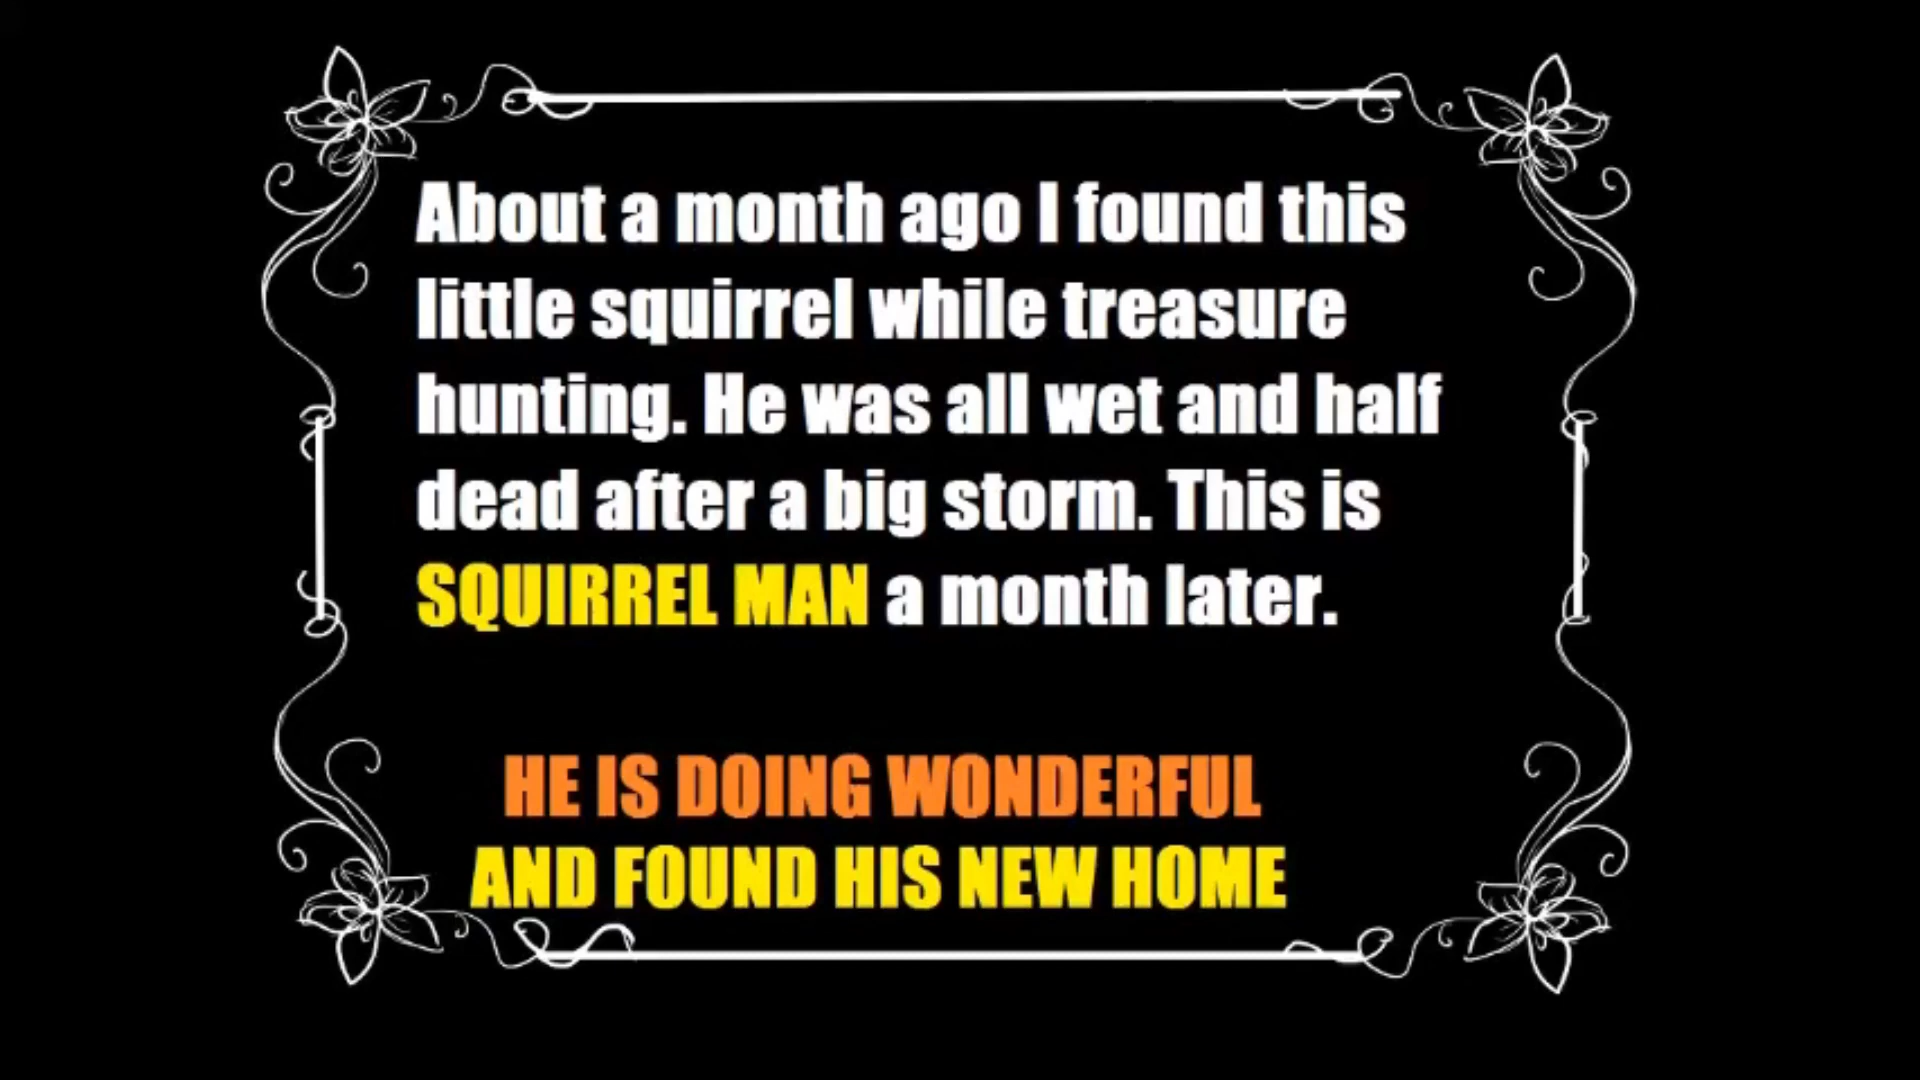 About a month ago I found this
little squirrel while treasure
hunting. He was all wet and half
dead after a big storm. This is
SQUIRREL MAN a month later.
HE IS DOING WONDERFUL
AND FOUND HIS NEW HOME